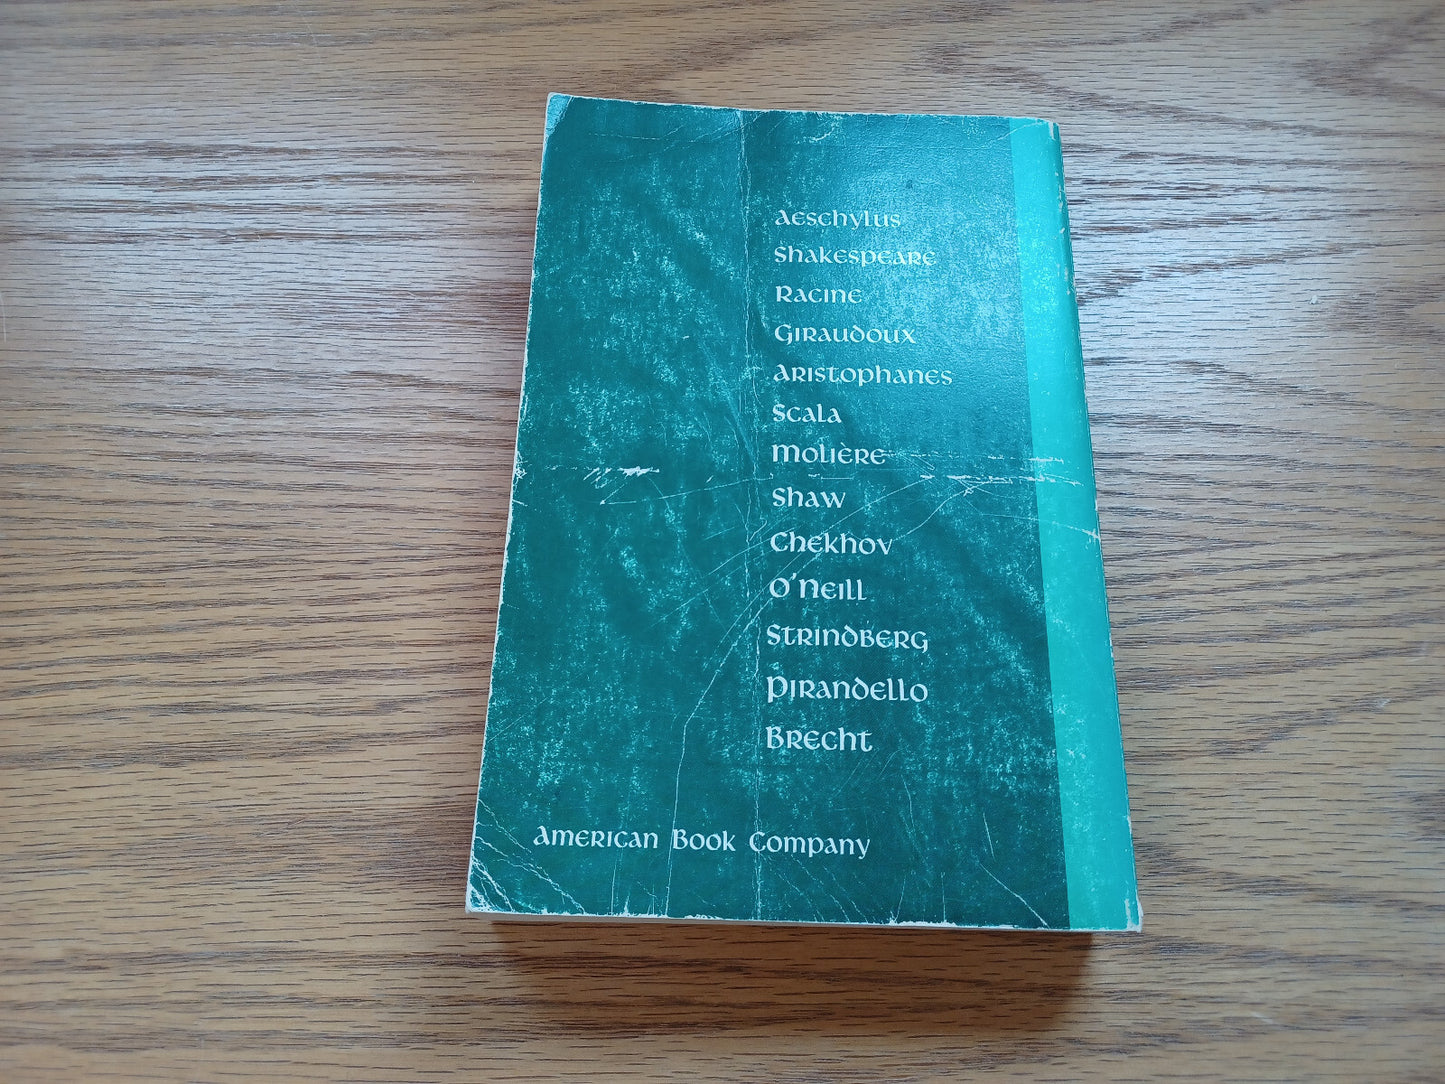 Aeschylus
Shakespeare
Racine
Giraudoux
Aristophanes
Scala
Molière
Shaw
Chekhov
O'Neill
Strindberg
Pirandello
Brecht
American Book Company